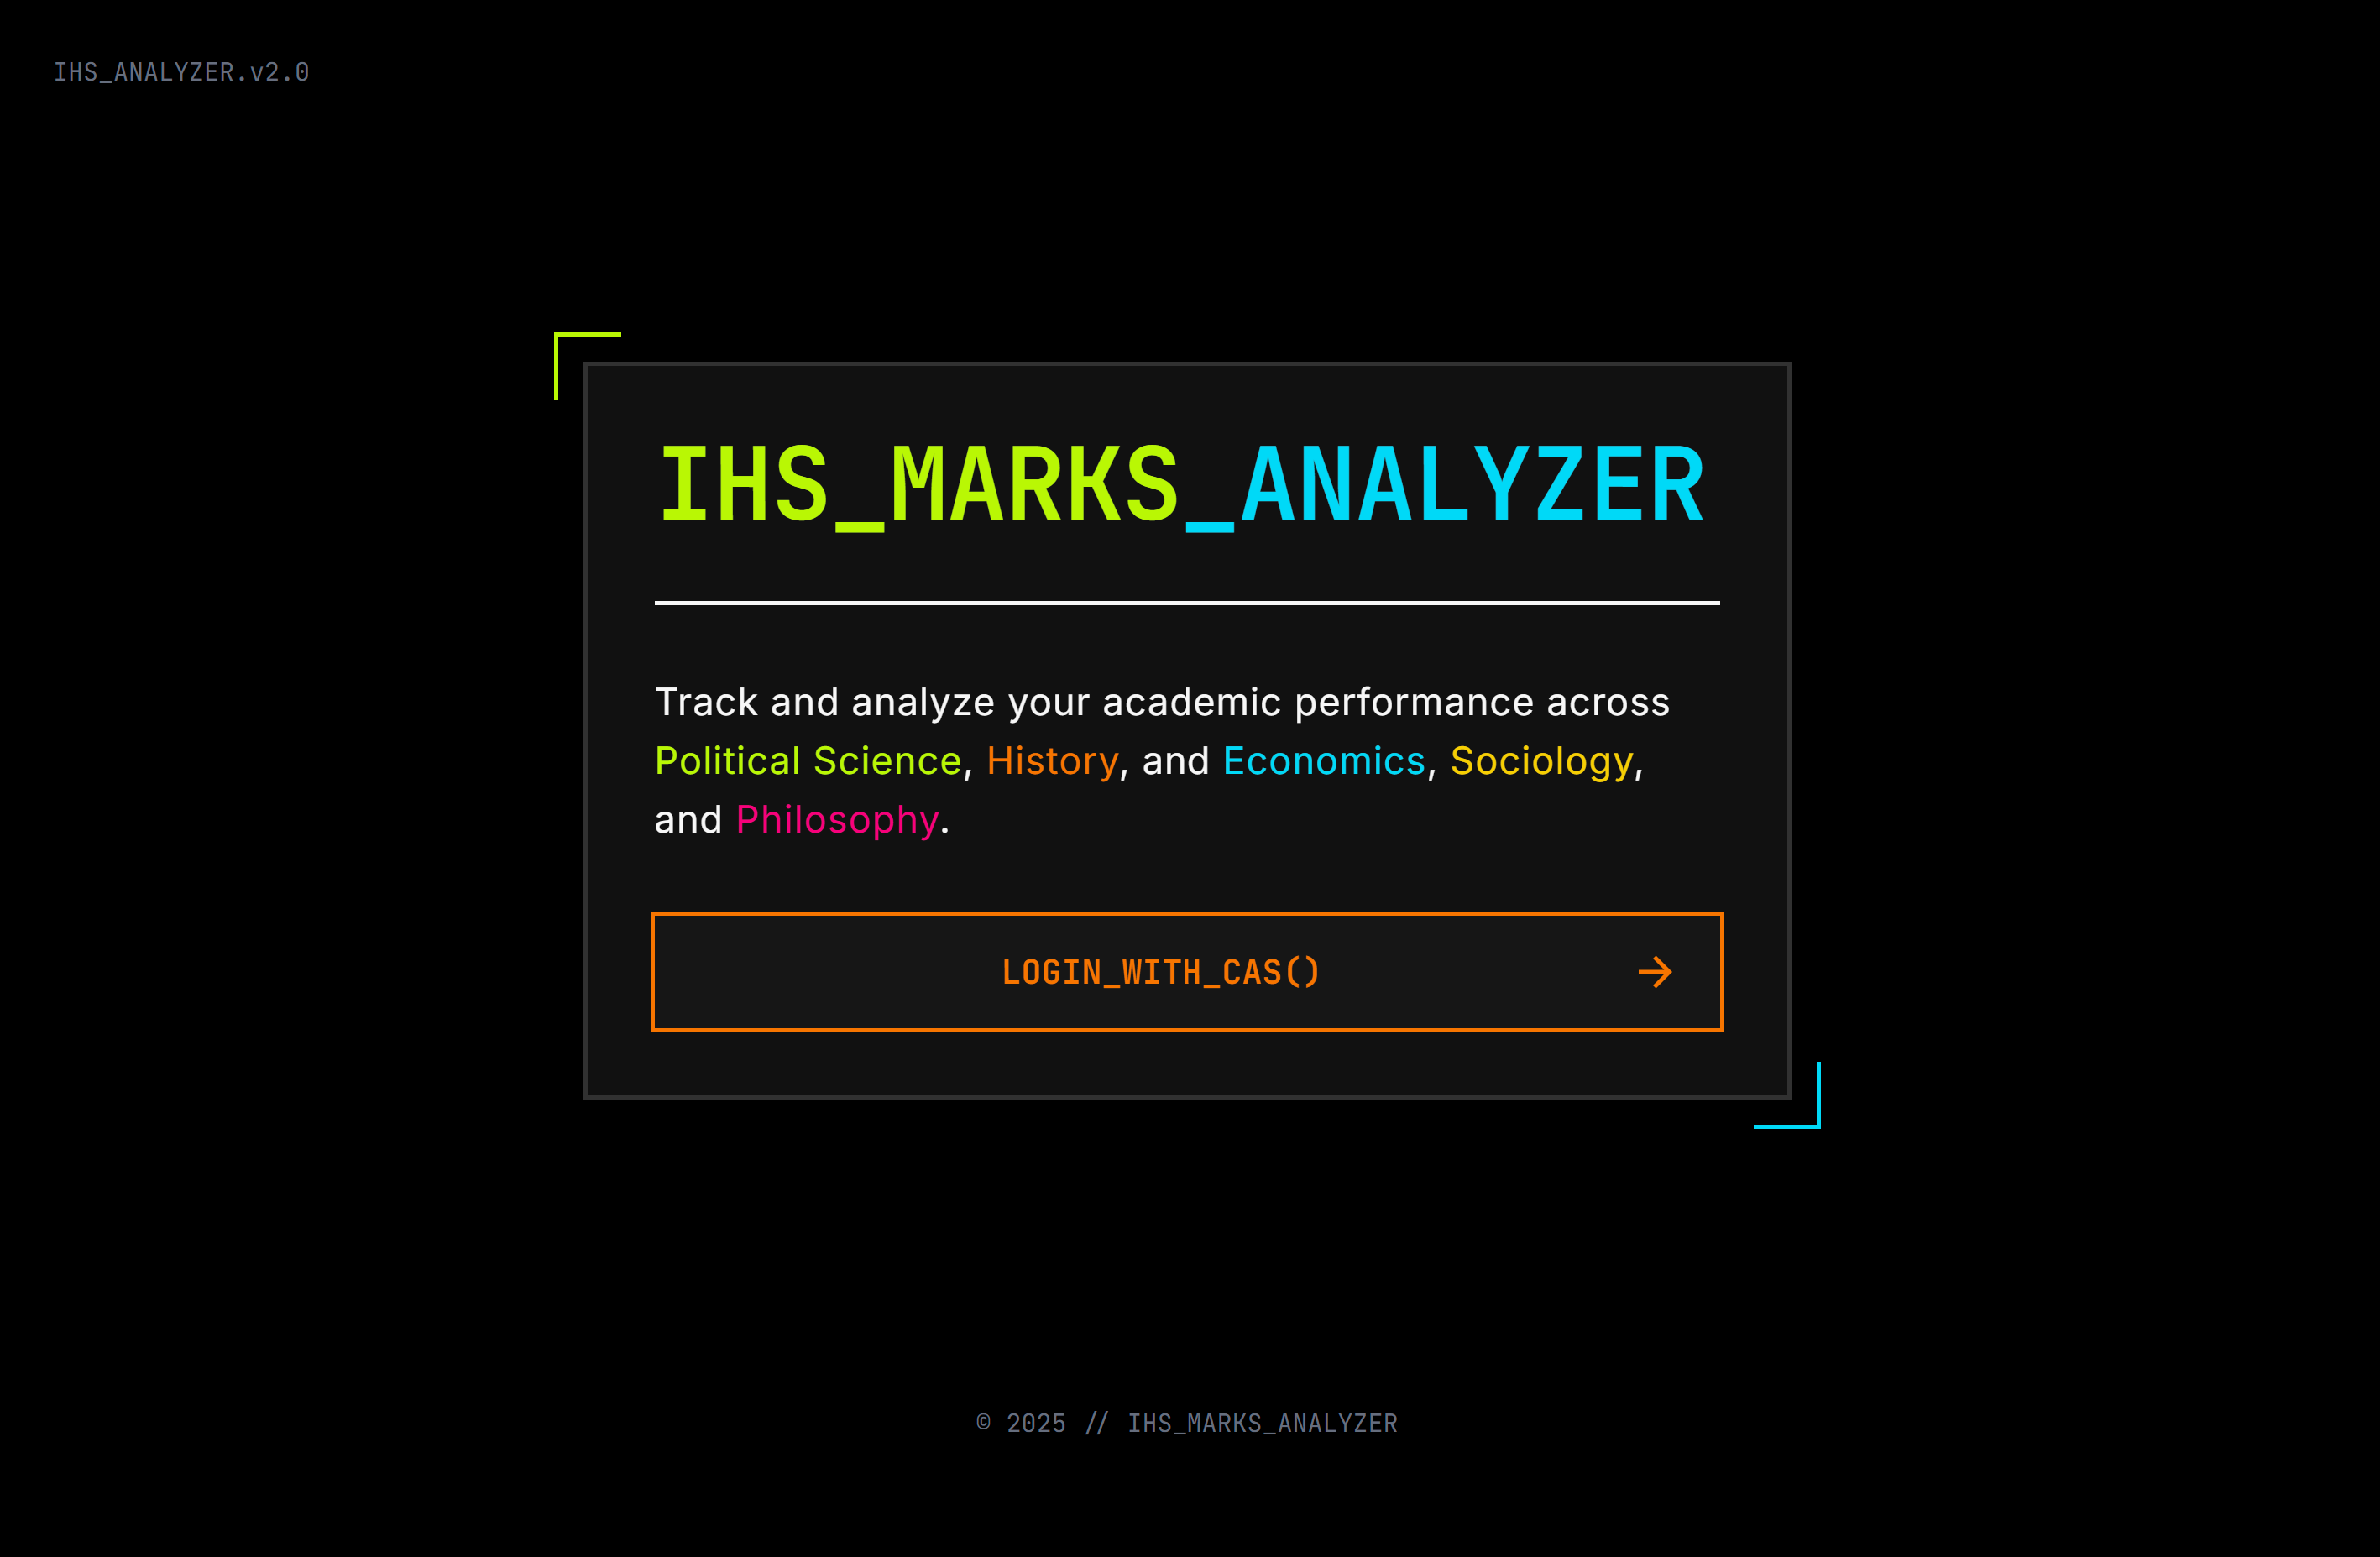 IHS_ANALYZER.v2.0
IHS_MARKS_ANALYZER
Track and analyze your academic performance across
Political Science, History, and Economics, Sociology,
and Philosophy.
LOGIN_WITH_CAS()
© 2025 // IHS_MARKS_ANALYZER